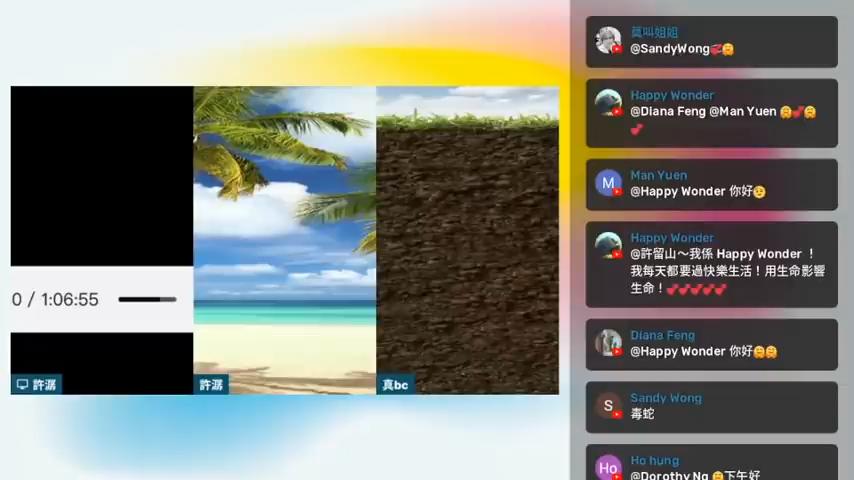 0 / 1:06:55
許潺
許潺
真bc
莫叫姐姐
@SandyWong💞🤗
Happy Wonder
@Diana Feng @Man Yuen 🤗💞🤗
💕
Man Yuen
M
@Happy Wonder 你好🤨
Happy Wonder
@許留山～我係 Happy Wonder ！
我每天都要過快樂生活！用生命影響
生命！💕💕💕💕💕
Diana Feng
@Happy Wonder 你好🤗🤗
Sandy Wong
S
毒蛇
Ho hung
Ho
@Dorothy Ng 🤗下午好